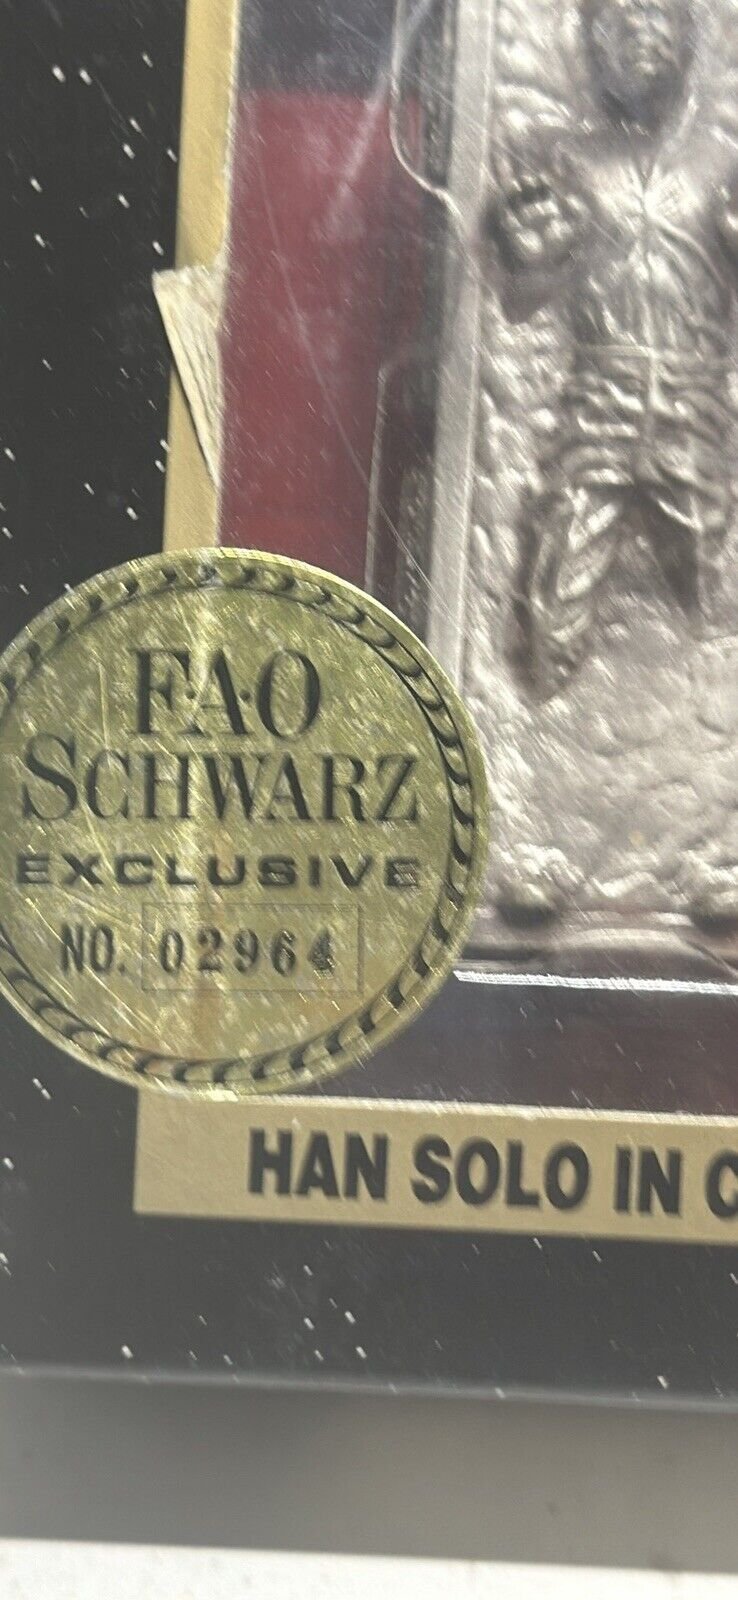 F·A·O
SCHWARZ
EXCLUSIVE
NO. 02964
HAN SOLO IN C